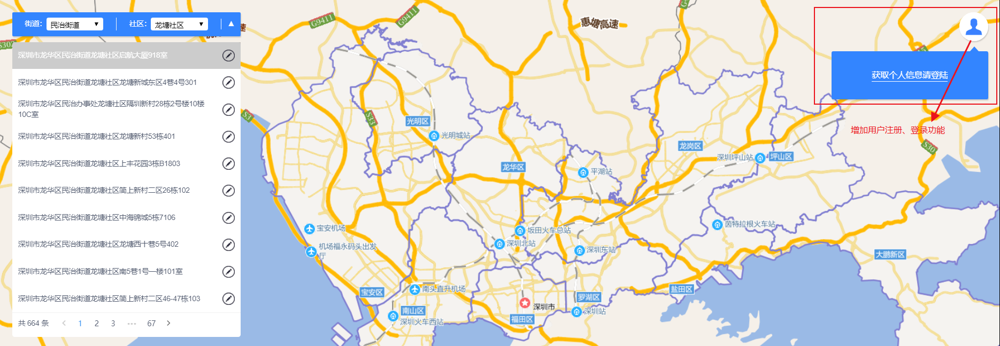 街道:
民治街道
社区:
龙塘社区
深圳市龙华区民治街道龙塘社区启航大厦918室
深圳市龙华区民治街道龙塘社区龙塘新城东区4巷4号301
深圳市龙华区民治办事处龙塘社区隔圳新村28栋2号楼10楼
10C室
深圳市龙华区民治街道龙塘社区龙塘新村53栋401
深圳市龙华区民治街道龙塘社区上丰花园3栋B1803
深圳市龙华区民治街道龙塘社区简上新村二区26栋102
深圳市龙华区民治街道龙塘社区中海锦城5栋7106
深圳市龙华区民治街道龙塘社区龙塘西十巷5号402
深圳市龙华区民治街道龙塘社区南5巷1号一楼101室
深圳市龙华区民治街道龙塘社区简上新村二区46-47栋103
共 664 条
1
2
3
67
G9411
G9411
惠塘高速
速
S3
S33
光明区
光明城站
龙华区
平湖站
龙岗区
深圳坪山站
坪山区
S30
宝安机场
机场福永码头出发
厅
坂田火车总站
深圳北站
深圳东站
茵特拉根火车站
大鹏新区
宝安区
南头直升机场
南山区
深圳火车西站
深圳市
福田区
罗湖区
深圳站
盐田区
获取个人信息请登陆
增加用户注册、登录功能